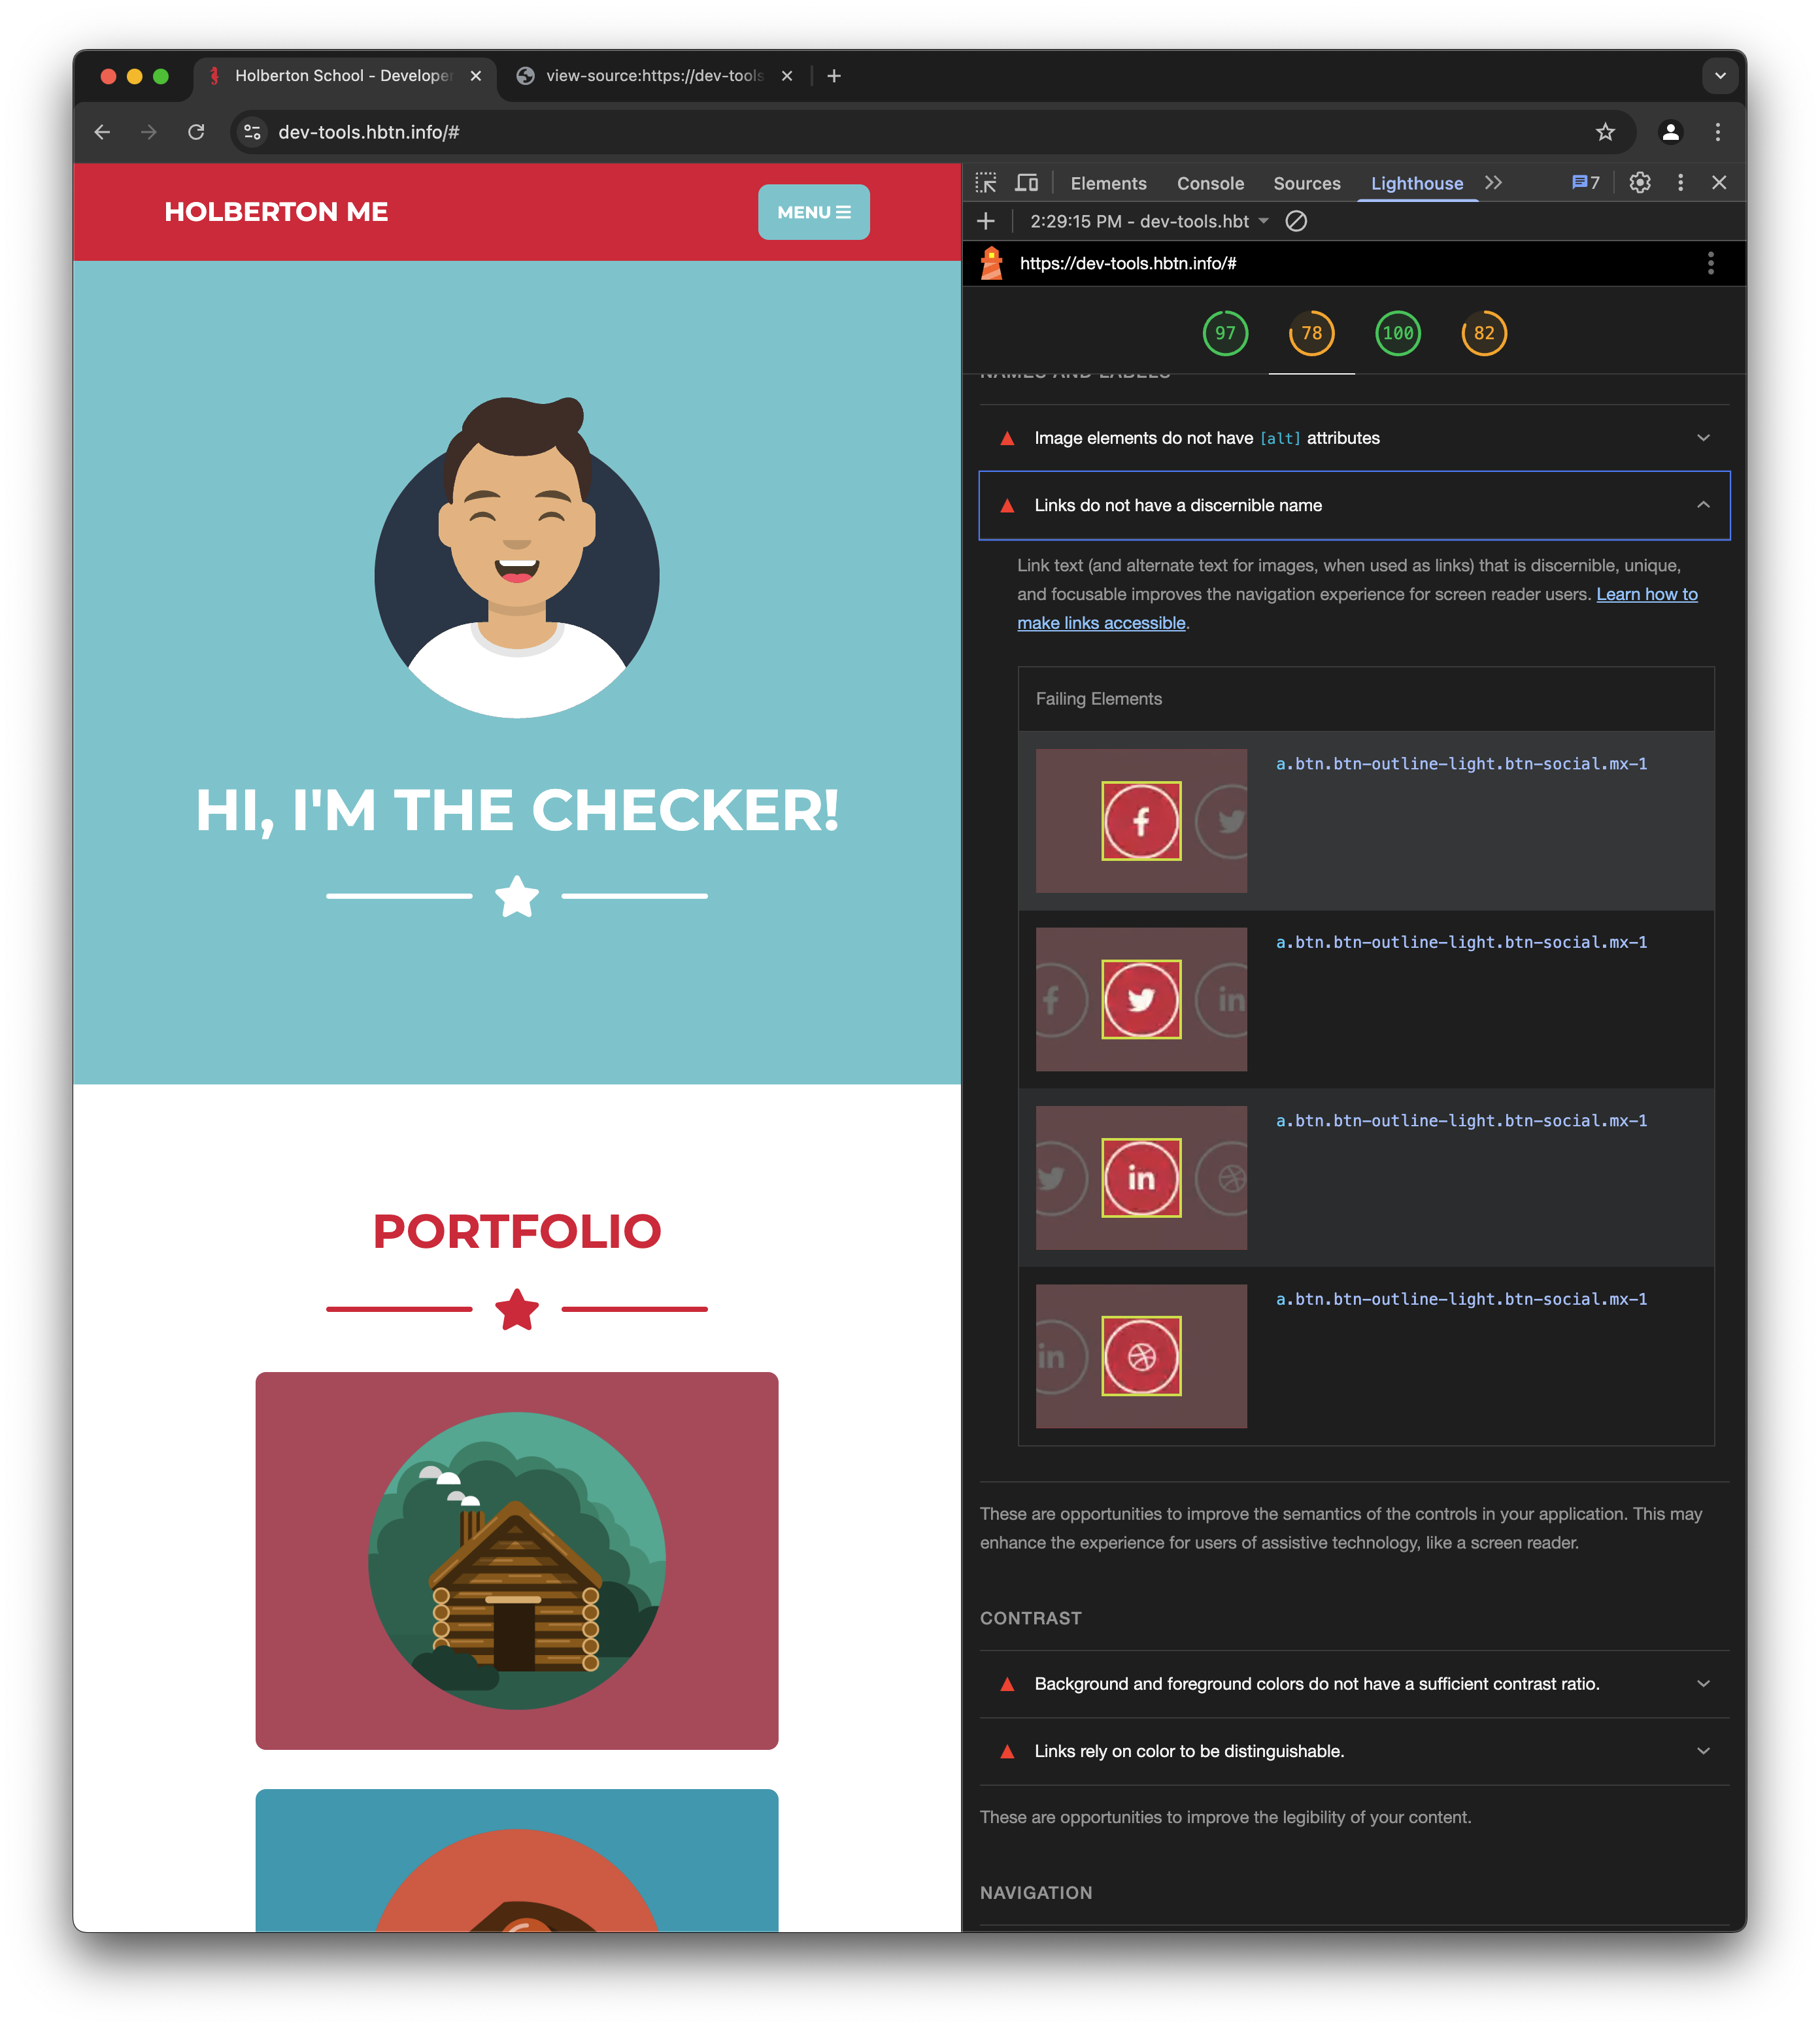 Holberton School - Developer
view-source:https://dev-tools
dev-tools.hbtn.info/#
HOLBERTON ME
MENU
HI, I'M THE CHECKER!
PORTFOLIO
Elements
Console
Sources
Lighthouse
7
2:29:15 PM - dev-tools.hbt
https://dev-tools.hbtn.info/#
97
78
100
82
NAMES AND LABELS
Image elements do not have [alt] attributes
Links do not have a discernible name
Link text (and alternate text for images, when used as links) that is discernible, unique,
and focusable improves the navigation experience for screen reader users. Learn how to
make links accessible.
Failing Elements
a.btn.btn-outline-light.btn-social.mx-1
a.btn.btn-outline-light.btn-social.mx-1
in
a.btn.btn-outline-light.btn-social.mx-1
in
in
a.btn.btn-outline-light.btn-social.mx-1
These are opportunities to improve the semantics of the controls in your application. This may
enhance the experience for users of assistive technology, like a screen reader.
CONTRAST
Background and foreground colors do not have a sufficient contrast ratio.
Links rely on color to be distinguishable.
These are opportunities to improve the legibility of your content.
NAVIGATION